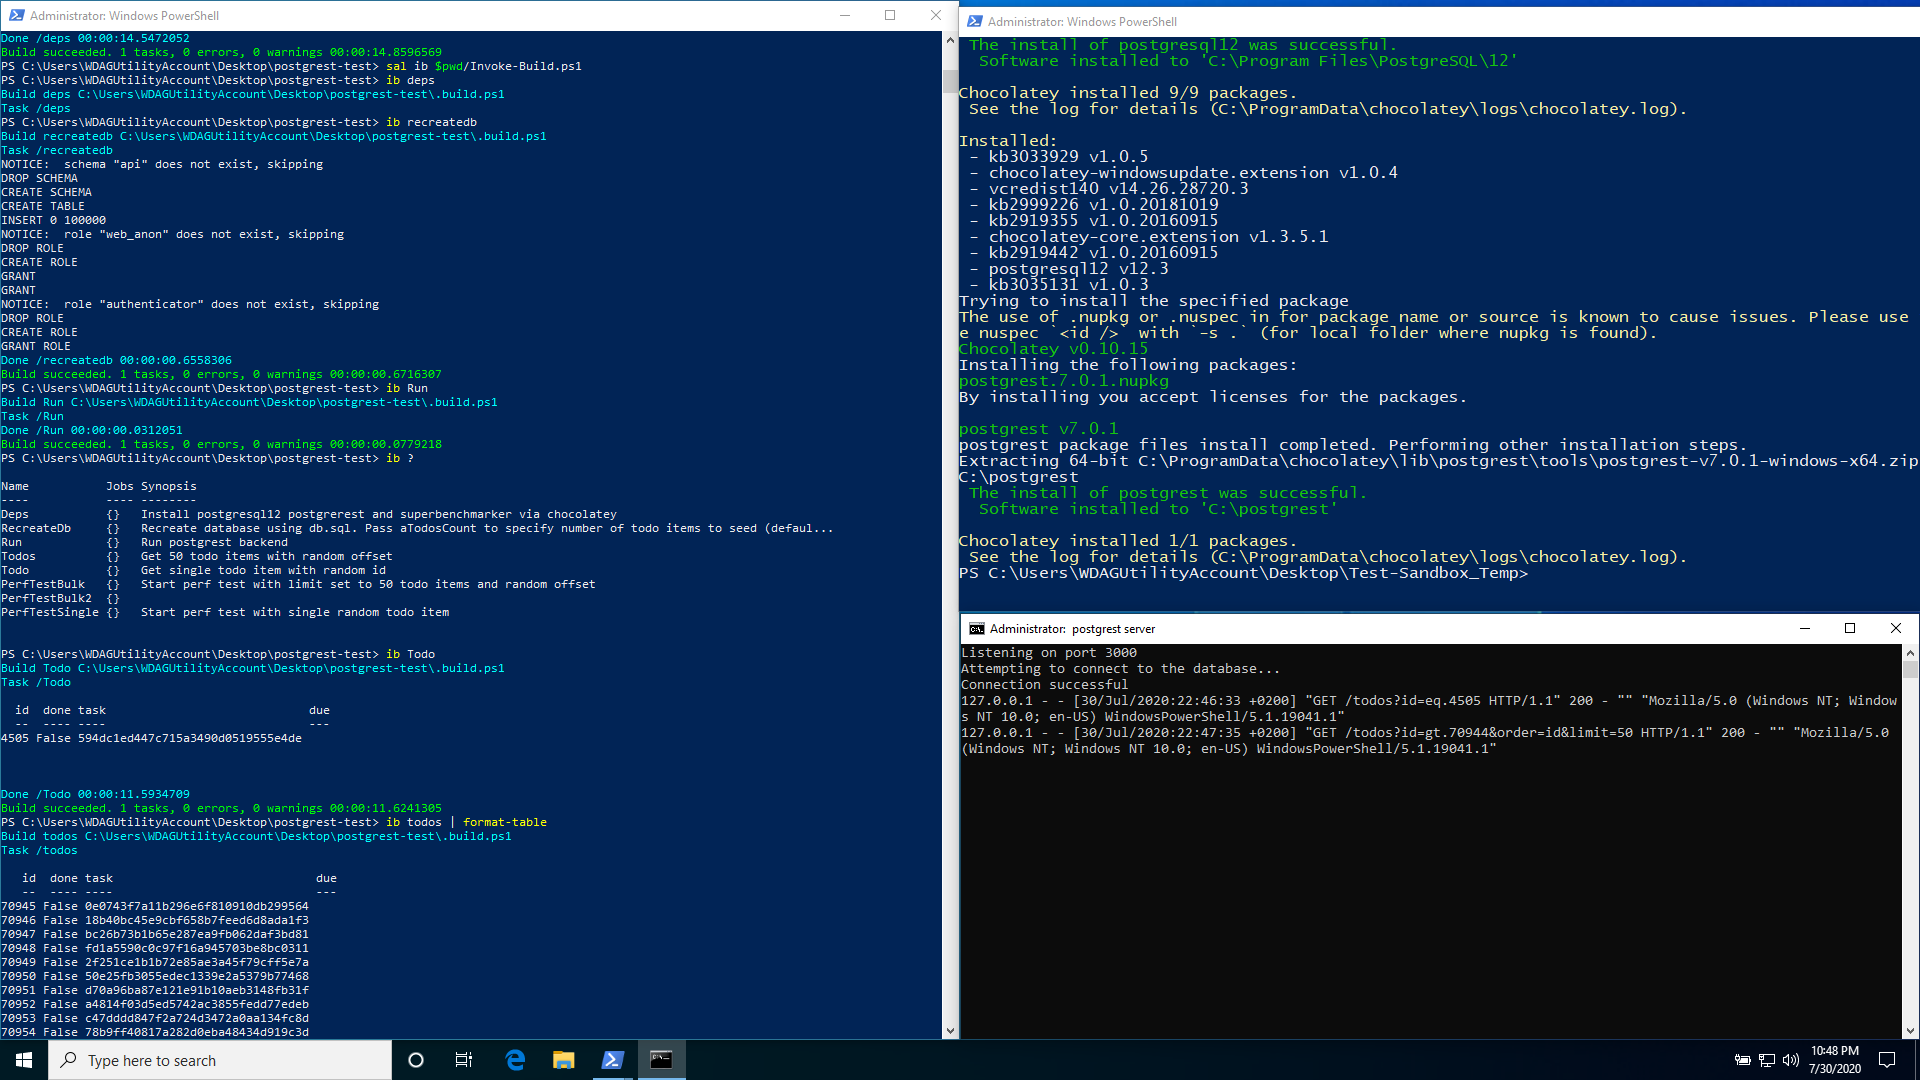 Administrator: Windows PowerShell
Done /deps 00:00:14.5472052
Build succeeded. 1 tasks, 0 errors, 0 warnings 00:00:14.8596569
PS C:\Users\WDAGUtilityAccount\Desktop\postgrest-test> sal ib $pwd/Invoke-Build.ps1
PS C:\Users\WDAGUtilityAccount\Desktop\postgrest-test> ib deps
Build deps C:\Users\WDAGUtilityAccount\Desktop\postgrest-test\.build.ps1
Task /deps
PS C:\Users\WDAGUtilityAccount\Desktop\postgrest-test> ib recreatedb
Build recreatedb C:\Users\WDAGUtilityAccount\Desktop\postgrest-test\.build.ps1
Task /recreatedb
NOTICE:  schema "api" does not exist, skipping
DROP SCHEMA
CREATE SCHEMA
CREATE TABLE
INSERT 0 100000
NOTICE:  role "web_anon" does not exist, skipping
DROP ROLE
CREATE ROLE
GRANT
GRANT
NOTICE:  role "authenticator" does not exist, skipping
DROP ROLE
CREATE ROLE
GRANT ROLE
Done /recreatedb 00:00:00.6558306
Build succeeded. 1 tasks, 0 errors, 0 warnings 00:00:00.6716307
PS C:\Users\WDAGUtilityAccount\Desktop\postgrest-test> ib Run
Build Run C:\Users\WDAGUtilityAccount\Desktop\postgrest-test\.build.ps1
Task /Run
Done /Run 00:00:00.0312051
Build succeeded. 1 tasks, 0 errors, 0 warnings 00:00:00.0779218
PS C:\Users\WDAGUtilityAccount\Desktop\postgrest-test> ib ?
Name           Jobs Synopsis
----           ---- --------
Deps           {}   Install postgresql12 postgrerest and superbenchmarker via chocolatey
RecreateDb     {}   Recreate database using db.sql. Pass aTodosCount to specify number of todo items to seed (defaul...
Run            {}   Run postgrest backend
Todos          {}   Get 50 todo items with random offset
Todo           {}   Get single todo item with random id
PerfTestBulk   {}   Start perf test with limit set to 50 todo items and random offset
PerfTestBulk2  {}
PerfTestSingle {}   Start perf test with single random todo item
PS C:\Users\WDAGUtilityAccount\Desktop\postgrest-test> ib Todo
Build Todo C:\Users\WDAGUtilityAccount\Desktop\postgrest-test\.build.ps1
Task /Todo
  id  done task                             due
  --  ---- ----                             ---
4505 False 594dc1ed447c715a3490d0519555e4de
Done /Todo 00:00:11.5934709
Build succeeded. 1 tasks, 0 errors, 0 warnings 00:00:11.6241305
PS C:\Users\WDAGUtilityAccount\Desktop\postgrest-test> ib todos | format-table
Build todos C:\Users\WDAGUtilityAccount\Desktop\postgrest-test\.build.ps1
Task /todos
   id  done task                             due
   --  ---- ----                             ---
70945 False 0e0743f7a11b296e6f810910db299564
70946 False 18b40bc45e9cbf658b7feed6d8ada1f3
70947 False bc26b73b1b65e287ea9fb062daf3bd81
70948 False fd1a5590c0c97f16a945703be8bc0311
70949 False 2f251ce1b1b72e85ae3a45f79cff5e7a
70950 False 50e25fb3055edec1339e2a5379b77468
70951 False d70a96ba87e121e91b10aeb3148fb31f
70952 False a4814f03d5ed5742ac3855fedd77edeb
70953 False c47dddd847f2a724d3472a0aa134fc8d
70954 False 78b9ff40817a282d0eba48434d919c3d
Administrator: Windows PowerShell
The install of postgresql12 was successful.
Software installed to 'C:\Program Files\PostgreSQL\12'
Chocolatey installed 9/9 packages.
See the log for details (C:\ProgramData\chocolatey\logs\chocolatey.log).
Installed:
- kb3033929 v1.0.5
- chocolatey-windowsupdate.extension v1.0.4
- vcredist140 v14.26.28720.3
- kb2999226 v1.0.20181019
- kb2919355 v1.0.20160915
- chocolatey-core.extension v1.3.5.1
- kb2919442 v1.0.20160915
- postgresql12 v12.3
- kb3035131 v1.0.3
Trying to install the specified package
The use of .nupkg or .nuspec in for package name or source is known to cause issues. Please use
e nuspec `<id />` with `-s .` (for local folder where nupkg is found).
Chocolatey v0.10.15
Installing the following packages:
postgrest.7.0.1.nupkg
By installing you accept licenses for the packages.
postgrest v7.0.1
postgrest package files install completed. Performing other installation steps.
Extracting 64-bit C:\ProgramData\chocolatey\lib\postgrest\tools\postgrest-v7.0.1-windows-x64.zip
C:\postgrest
The install of postgrest was successful.
Software installed to 'C:\postgrest'
Chocolatey installed 1/1 packages.
See the log for details (C:\ProgramData\chocolatey\logs\chocolatey.log).
PS C:\Users\WDAGUtilityAccount\Desktop\Test-Sandbox_Temp>
Administrator:  postgrest server
Listening on port 3000
Attempting to connect to the database...
Connection successful
127.0.0.1 - - [30/Jul/2020:22:46:33 +0200] "GET /todos?id=eq.4505 HTTP/1.1" 200 - "" "Mozilla/5.0 (Windows NT; Window
s NT 10.0; en-US) WindowsPowerShell/5.1.19041.1"
127.0.0.1 - - [30/Jul/2020:22:47:35 +0200] "GET /todos?id=gt.70944&order=id&limit=50 HTTP/1.1" 200 - "" "Mozilla/5.0
(Windows NT; Windows NT 10.0; en-US) WindowsPowerShell/5.1.19041.1"
Type here to search
10:48 PM
7/30/2020